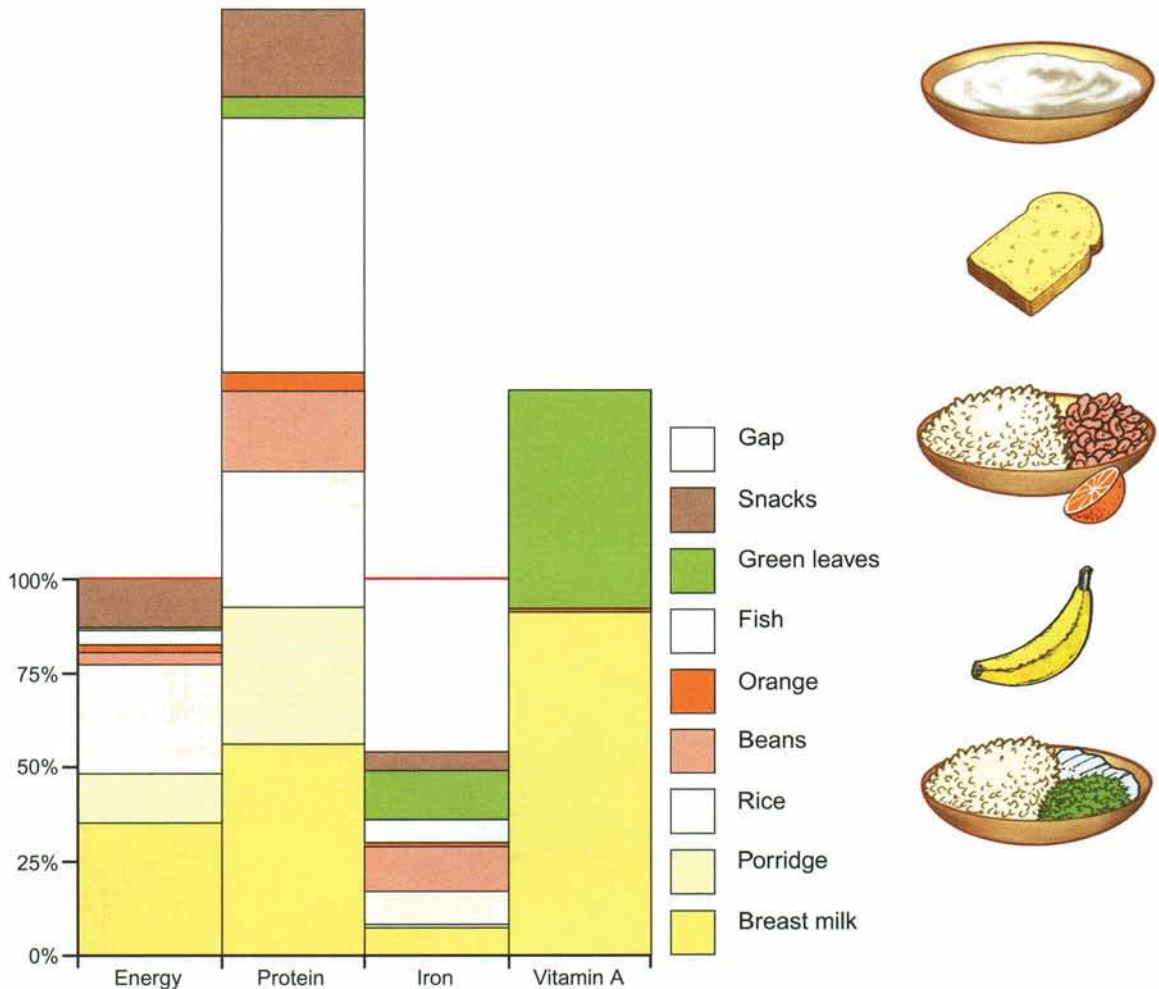 100%
75%
50%
25%
0%
Energy
Protein
Iron
Vitamin A
Gap
Snacks
Green leaves
Fish
Orange
Beans
Rice
Porridge
Breast milk